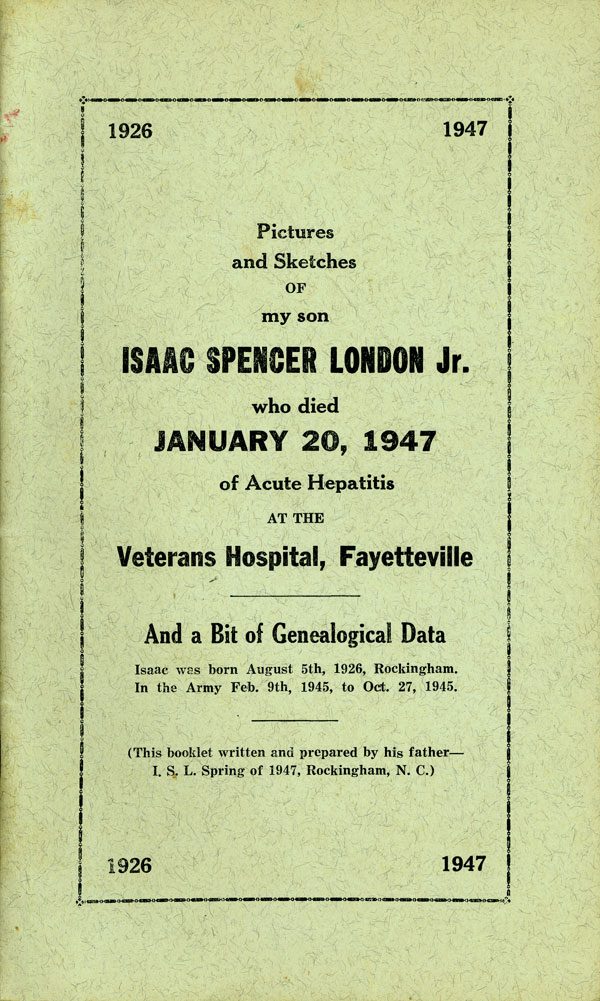 1926 1947
Pictures
and Sketches
OF
my son
ISAAC SPENCER LONDON Jr.
who died
JANUARY 20, 1947
of Acute Hepatitis
AT THE
Veterans Hospital, Fayetteville
And a Bit of Genealogical Data
Isaac was born August 5th, 1926, Rockingham.
In the Army Feb. 9th, 1945, to Oct. 27, 1945.
(This booklet written and prepared by his father—
I. S. L. Spring of 1947, Rockingham, N. C.)
1926 1947